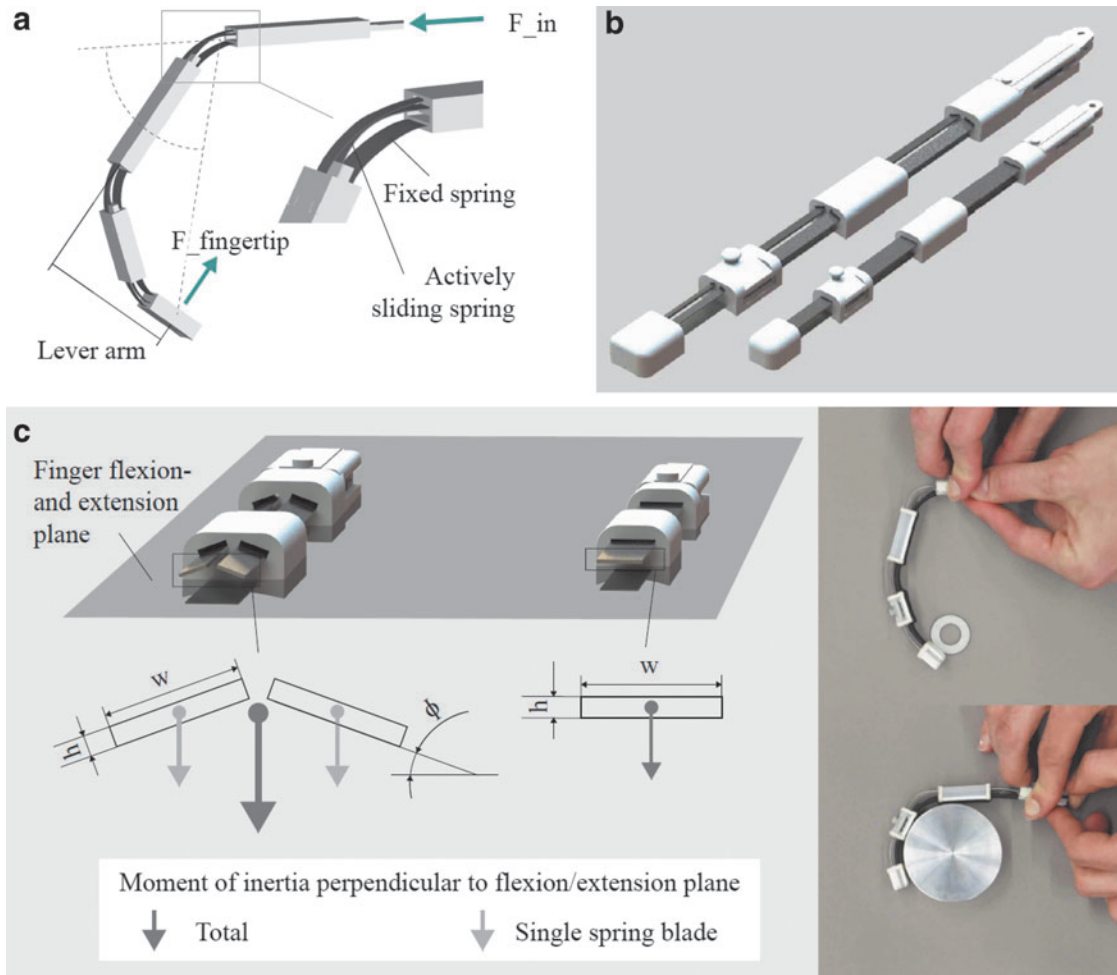 a
F_in
Fixed spring
F_fingertip
Actively
sliding spring
Lever arm
b
c
Finger flexion-
and extension
plane
w
h
ϕ
w
h
Moment of inertia perpendicular to flexion/extension plane
Total
Single spring blade